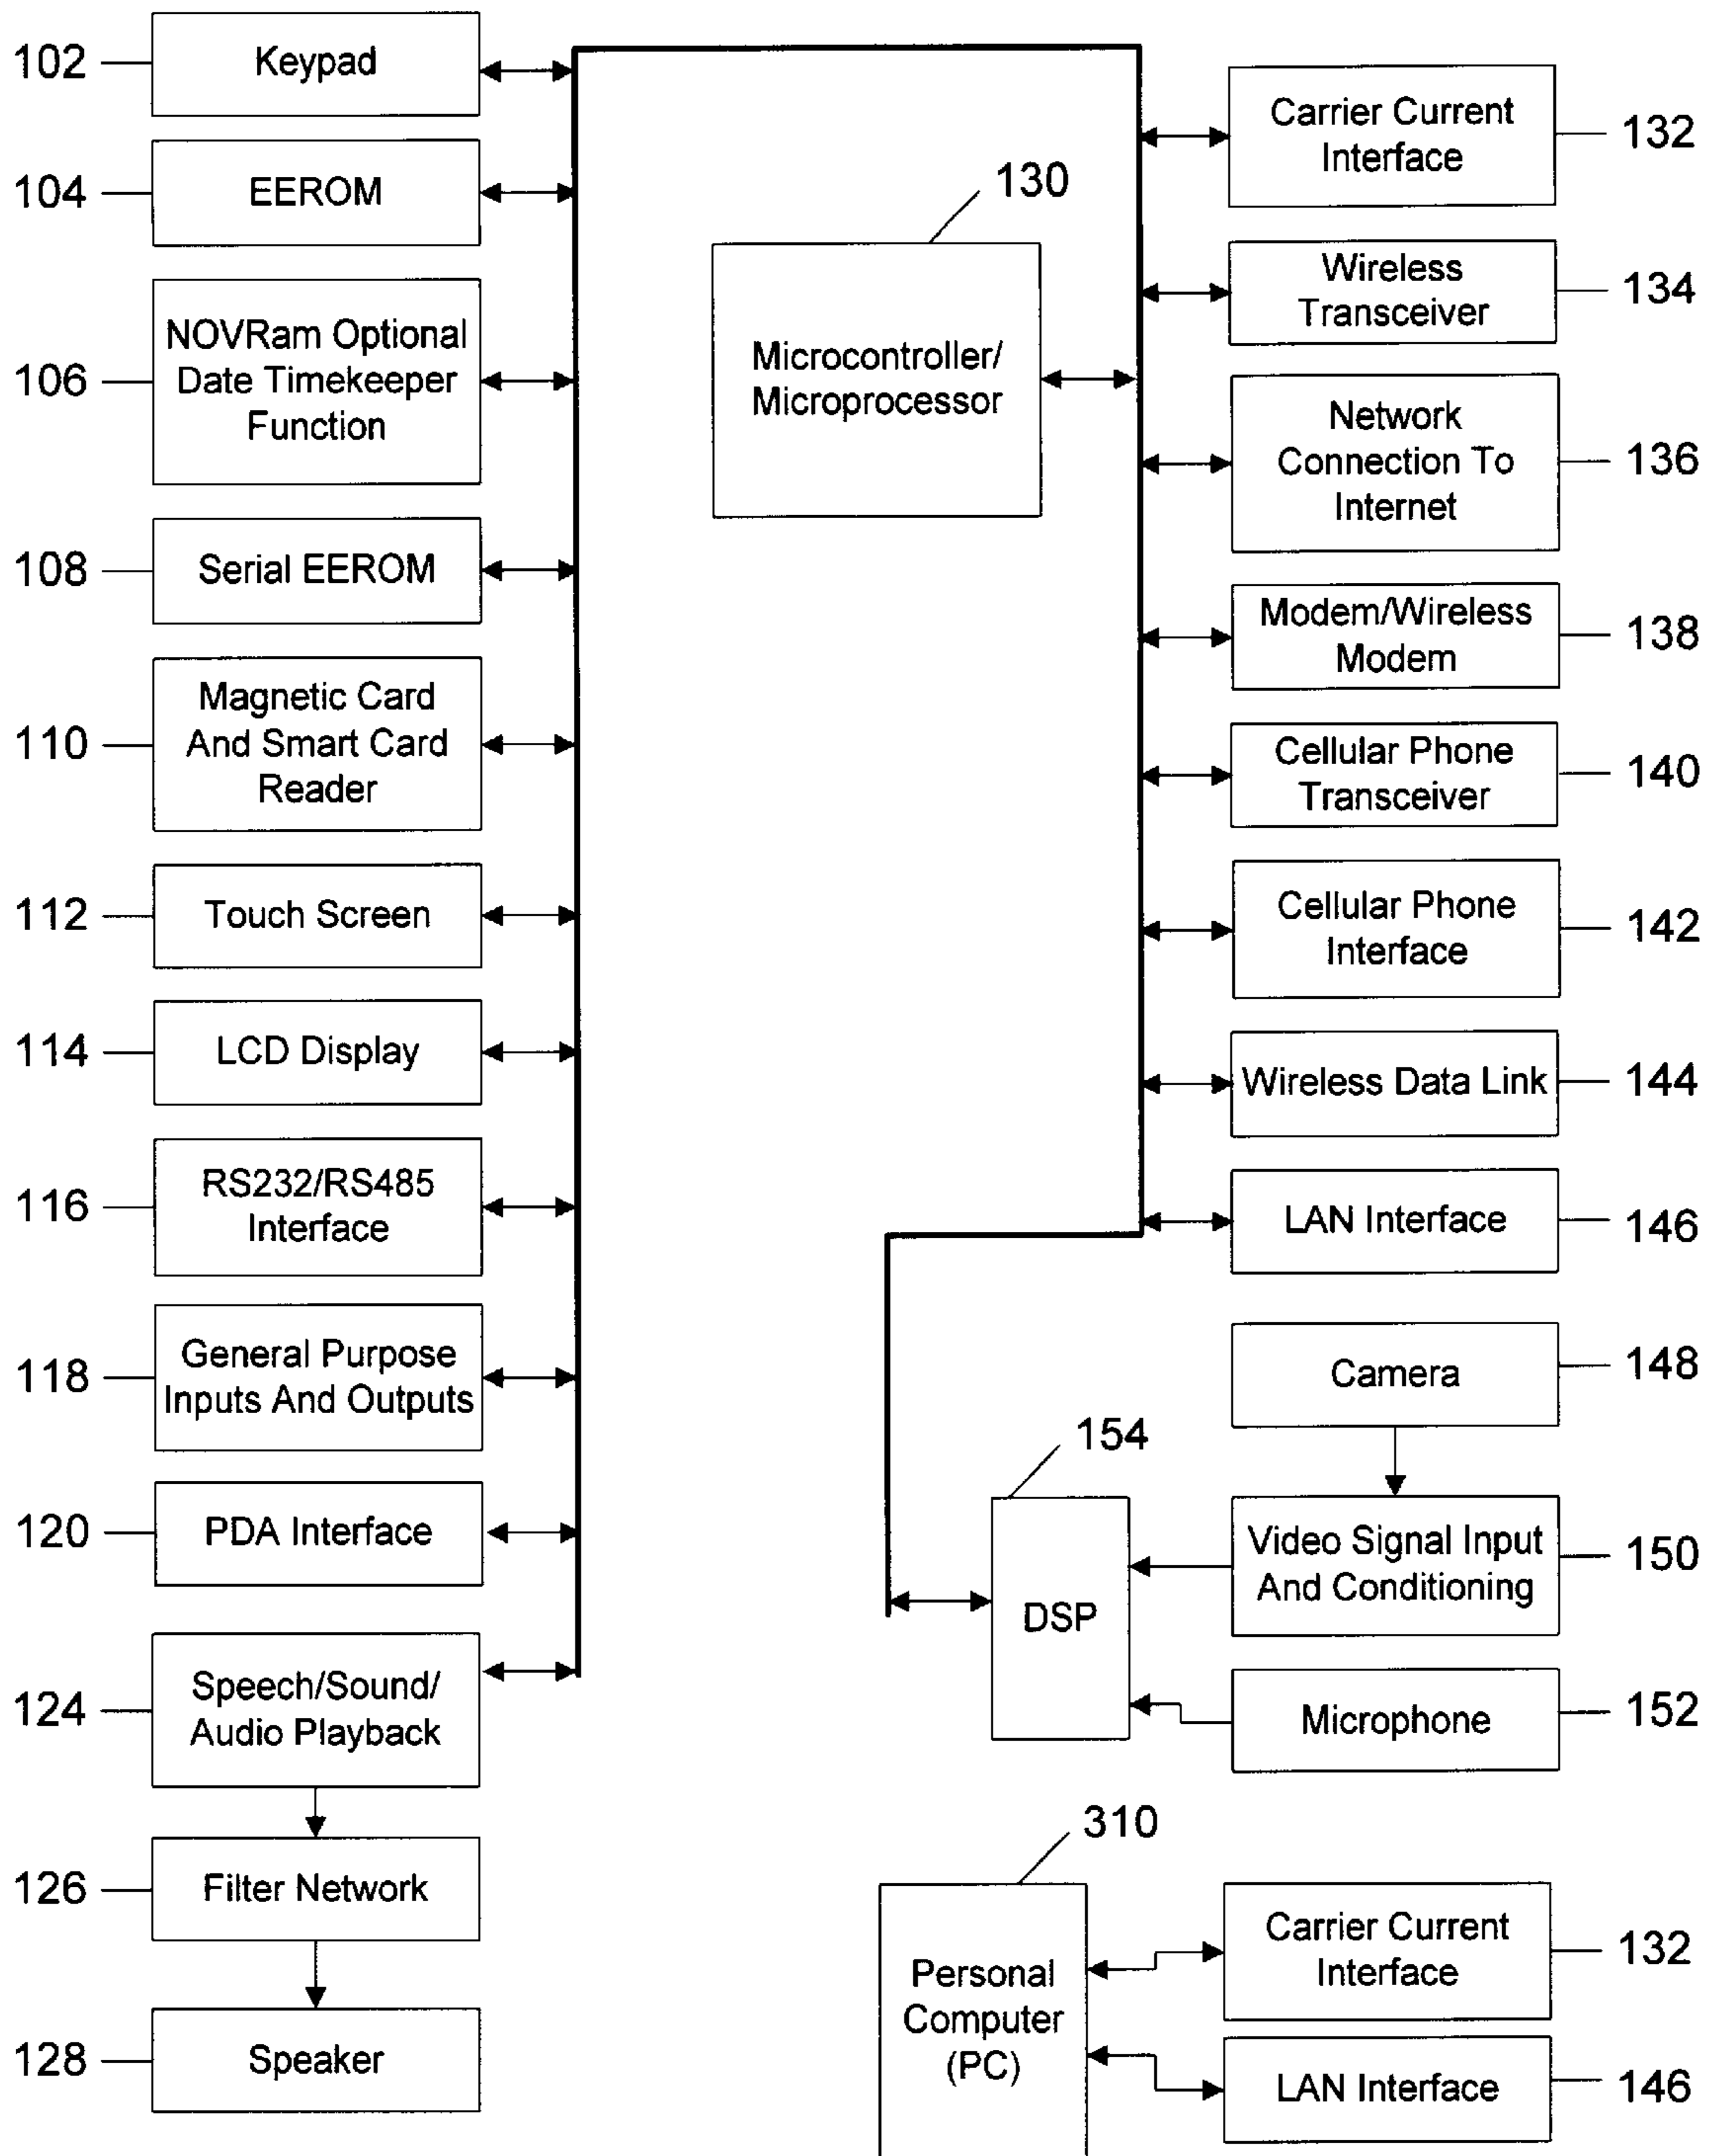 102
Keypad
104
EEROM
106
NOVRam Optional
Date Timekeeper
Function
108
Serial EEROM
110
Magnetic Card
And Smart Card
Reader
112
Touch Screen
114
LCD Display
116
RS232/RS485
Interface
118
General Purpose
Inputs And Outputs
120
PDA Interface
124
Speech/Sound/
Audio Playback
126
Filter Network
128
Speaker
130
Microcontroller/
Microprocessor
Carrier Current
Interface
132
Wireless
Transceiver
134
Network
Connection To
Internet
136
Modem/Wireless
Modem
138
Cellular Phone
Transceiver
140
Cellular Phone
Interface
142
Wireless Data Link
144
LAN Interface
146
Camera
148
154
DSP
Video Signal Input
And Conditioning
150
Microphone
152
310
Personal
Computer
(PC)
Carrier Current
Interface
132
LAN Interface
146